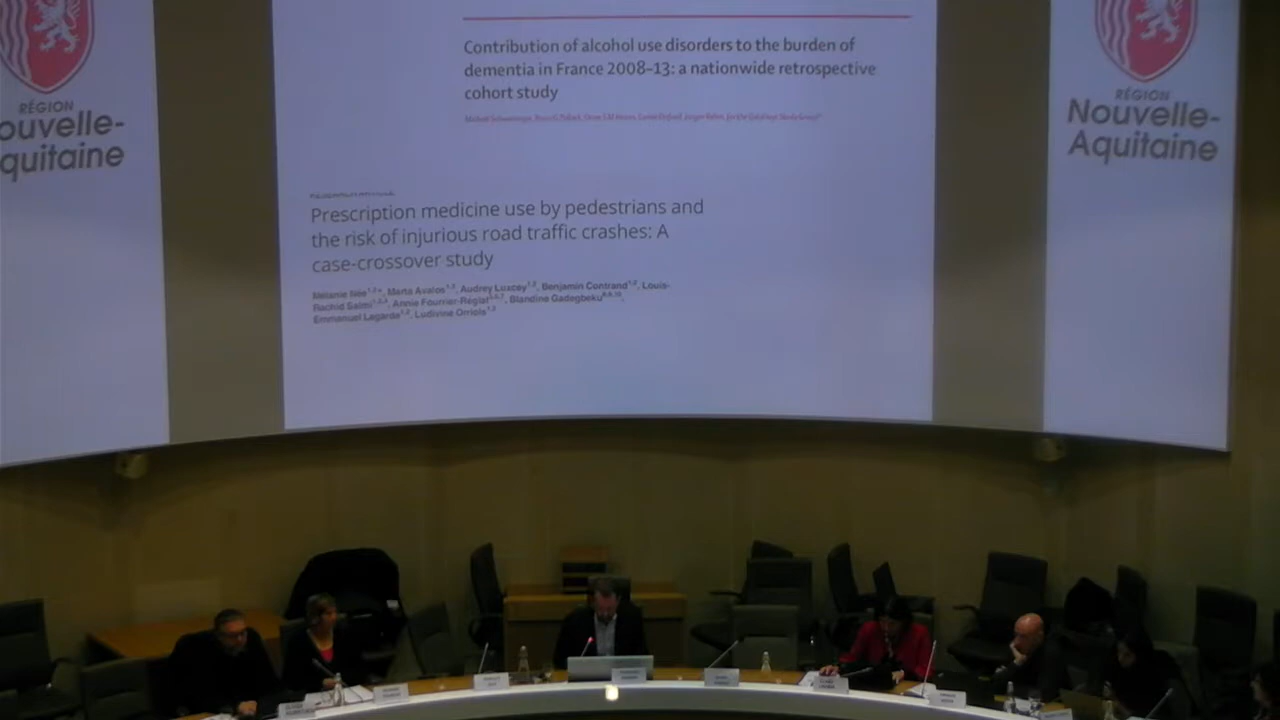 RÉGION
ouvelle-
quitaine
Contribution of alcohol use disorders to the burden of
dementia in France 2008–13: a nationwide retrospective
cohort study
Prescription medicine use by pedestrians and
the risk of injurious road traffic crashes: A
case-crossover study
Melanie Née Marta Avalos Audrey Luxcey Benjamin Contrand Louis-
Rachid Salmi Annie Fourrier-Réglat Blandine Gadegbeku
Emmanuel Lagarde Ludivine Orriols
RÉGION
Nouvelle-
Aquitaine